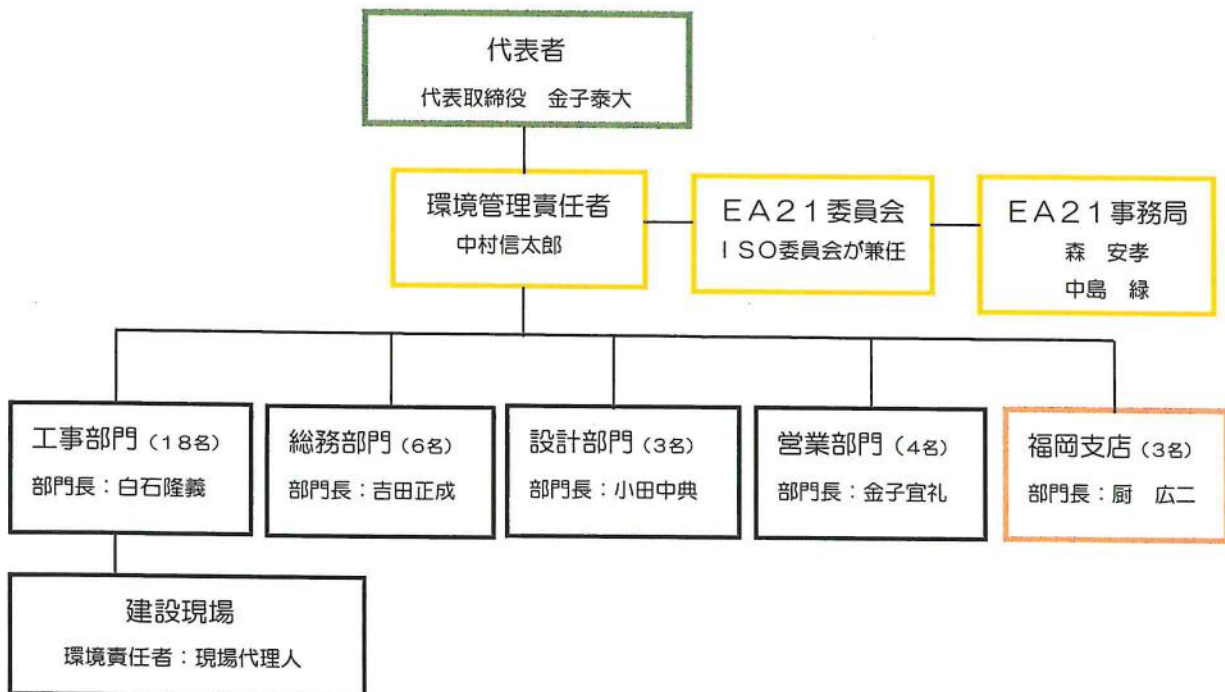 代表者
代表取締役　金子泰大
環境管理責任者
中村信太郎
ＥＡ２１委員会
ＩＳＯ委員会が兼任
ＥＡ２１事務局
森　安孝
中島　緑
工事部門（18名）
部門長：白石隆義
総務部門（6名）
部門長：吉田正成
設計部門（3名）
部門長：小田中典
営業部門（4名）
部門長：金子宜礼
福岡支店（3名）
部門長：厨　広二
建設現場
環境責任者：現場代理人